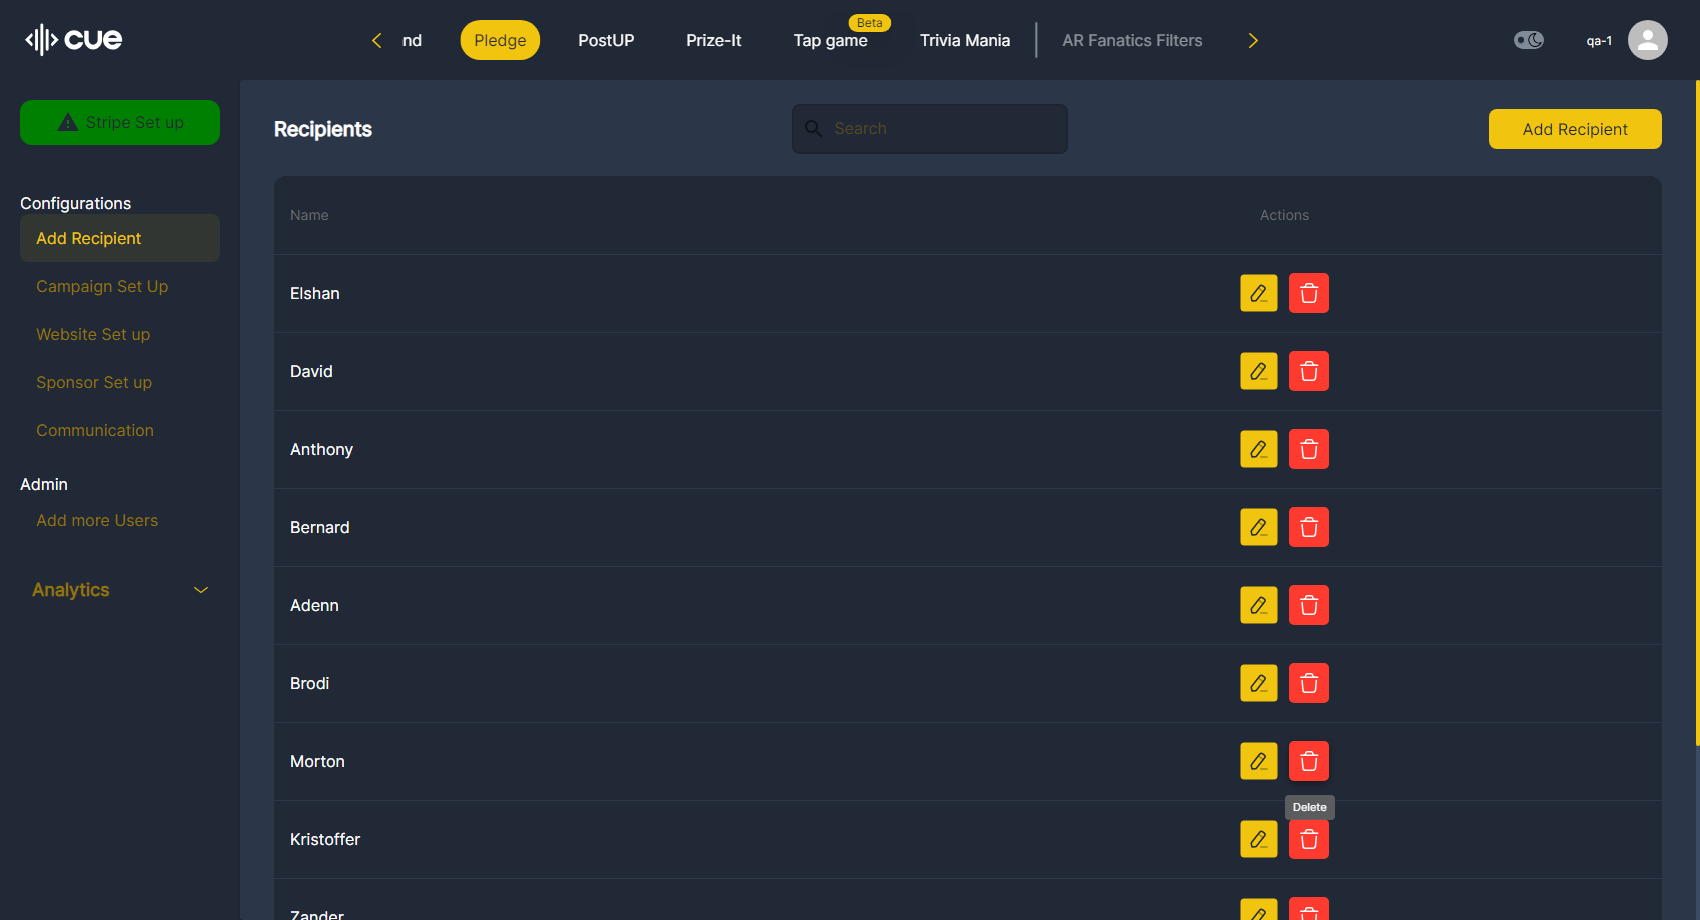 cue
nd
Pledge
PostUP
Prize-It
Beta
Tap game
Trivia Mania
AR Fanatics Filters
qa-1
Stripe Set up
Configurations
Add Recipient
Campaign Set Up
Website Set up
Sponsor Set up
Communication
Admin
Add more Users
Analytics
Recipients
Search
Add Recipient
Name Actions
Elshan
David
Anthony
Bernard
Adenn
Brodi
Morton
Delete
Kristoffer
Zander